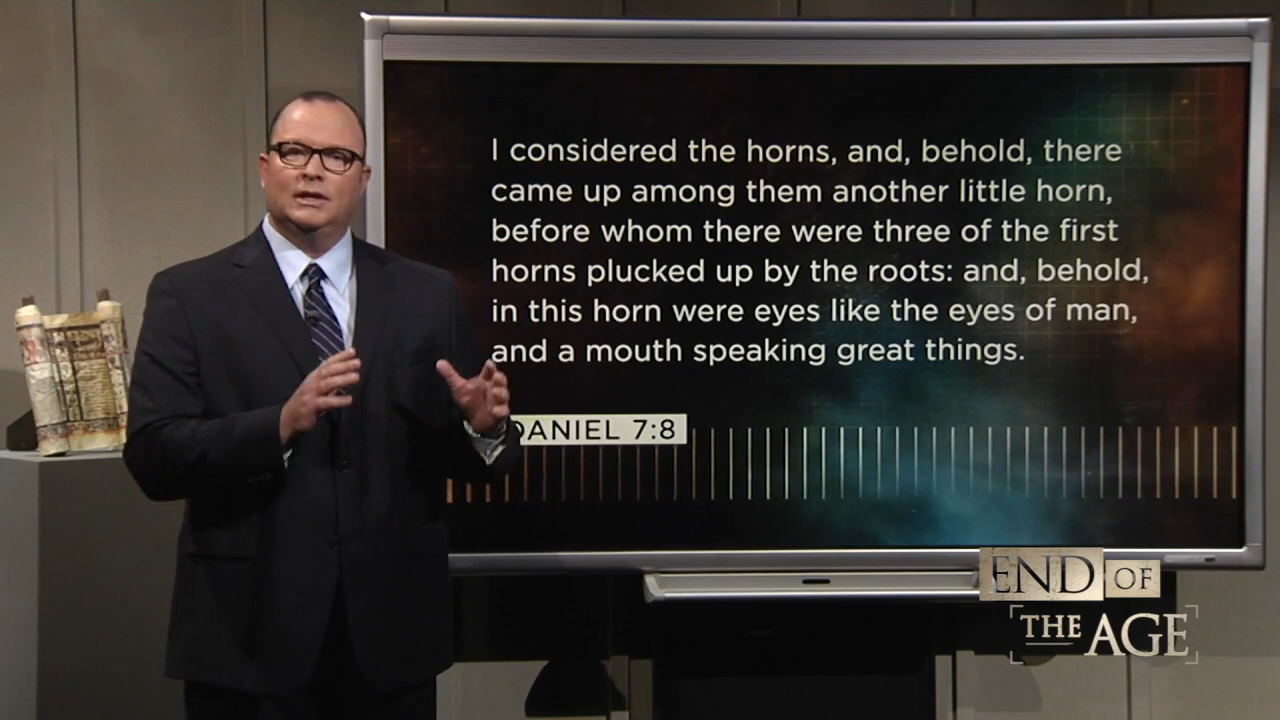 I considered the horns, and, behold, there
came up among them another little horn,
before whom there were three of the first
horns plucked up by the roots: and, behold,
in this horn were eyes like the eyes of man,
and a mouth speaking great things.
DANIEL 7:8
END OF
THE AGE